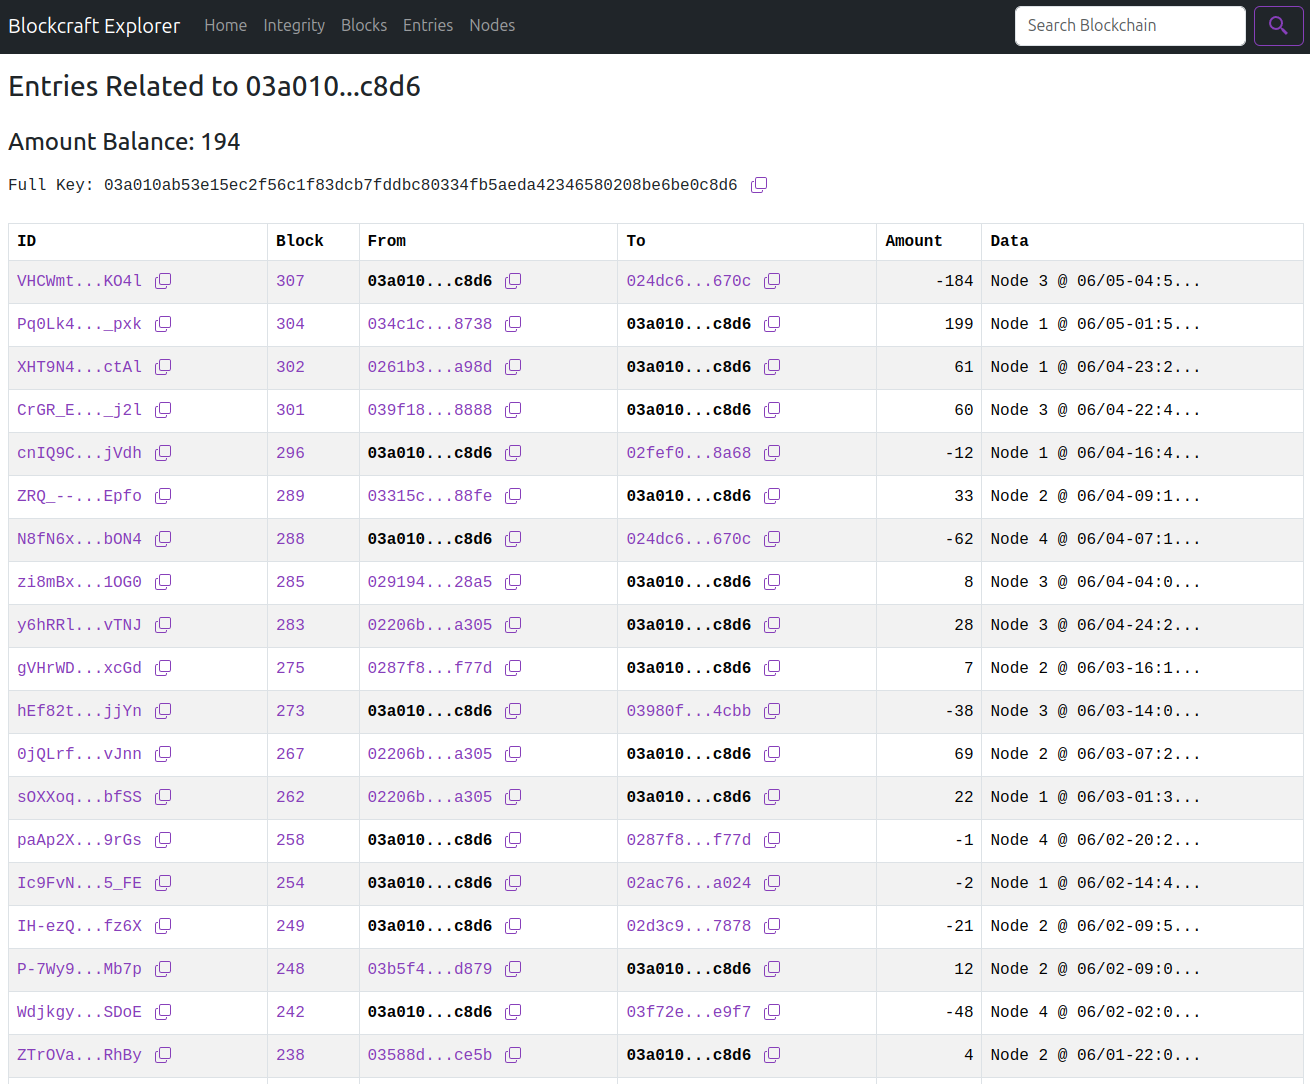 Blockcraft Explorer Home Integrity Blocks Entries Nodes Search Blockchain
Entries Related to 03a010...c8d6
Amount Balance: 194
Full Key: 03a010ab53e15ec2f56c1f83dcb7fddbc80334fb5aeda42346580208be6be0c8d6
ID Block From To Amount Data
VHCWmt...KO4l 307 03a010...c8d6 024dc6...670c -184 Node 3 @ 06/05-04:5...
Pq0Lk4..._pxk 304 034c1c...8738 03a010...c8d6 199 Node 1 @ 06/05-01:5...
XHT9N4...ctAl 302 0261b3...a98d 03a010...c8d6 61 Node 1 @ 06/04-23:2...
CrGR_E..._j2l 301 039f18...8888 03a010...c8d6 60 Node 3 @ 06/04-22:4...
cnIQ9C...jVdh 296 03a010...c8d6 02fef0...8a68 -12 Node 1 @ 06/04-16:4...
ZRQ_--...Epfo 289 03315c...88fe 03a010...c8d6 33 Node 2 @ 06/04-09:1...
N8fN6x...bON4 288 03a010...c8d6 024dc6...670c -62 Node 4 @ 06/04-07:1...
zi8mBx...1OG0 285 029194...28a5 03a010...c8d6 8 Node 3 @ 06/04-04:0...
y6hRRl...vTNJ 283 02206b...a305 03a010...c8d6 28 Node 3 @ 06/04-24:2...
gVHrWD...xcGd 275 0287f8...f77d 03a010...c8d6 7 Node 2 @ 06/03-16:1...
hEf82t...jjYn 273 03a010...c8d6 03980f...4cbb -38 Node 3 @ 06/03-14:0...
0jQLrf...vJnn 267 02206b...a305 03a010...c8d6 69 Node 2 @ 06/03-07:2...
sOXXoq...bfSS 262 02206b...a305 03a010...c8d6 22 Node 1 @ 06/03-01:3...
paAp2X...9rGs 258 03a010...c8d6 0287f8...f77d -1 Node 4 @ 06/02-20:2...
Ic9FvN...5_FE 254 03a010...c8d6 02ac76...a024 -2 Node 1 @ 06/02-14:4...
IH-ezQ...fz6X 249 03a010...c8d6 02d3c9...7878 -21 Node 2 @ 06/02-09:5...
P-7Wy9...Mb7p 248 03b5f4...d879 03a010...c8d6 12 Node 2 @ 06/02-09:0...
Wdjkgy...SDoE 242 03a010...c8d6 03f72e...e9f7 -48 Node 4 @ 06/02-02:0...
ZTrOVa...RhBy 238 03588d...ce5b 03a010...c8d6 4 Node 2 @ 06/01-22:0...